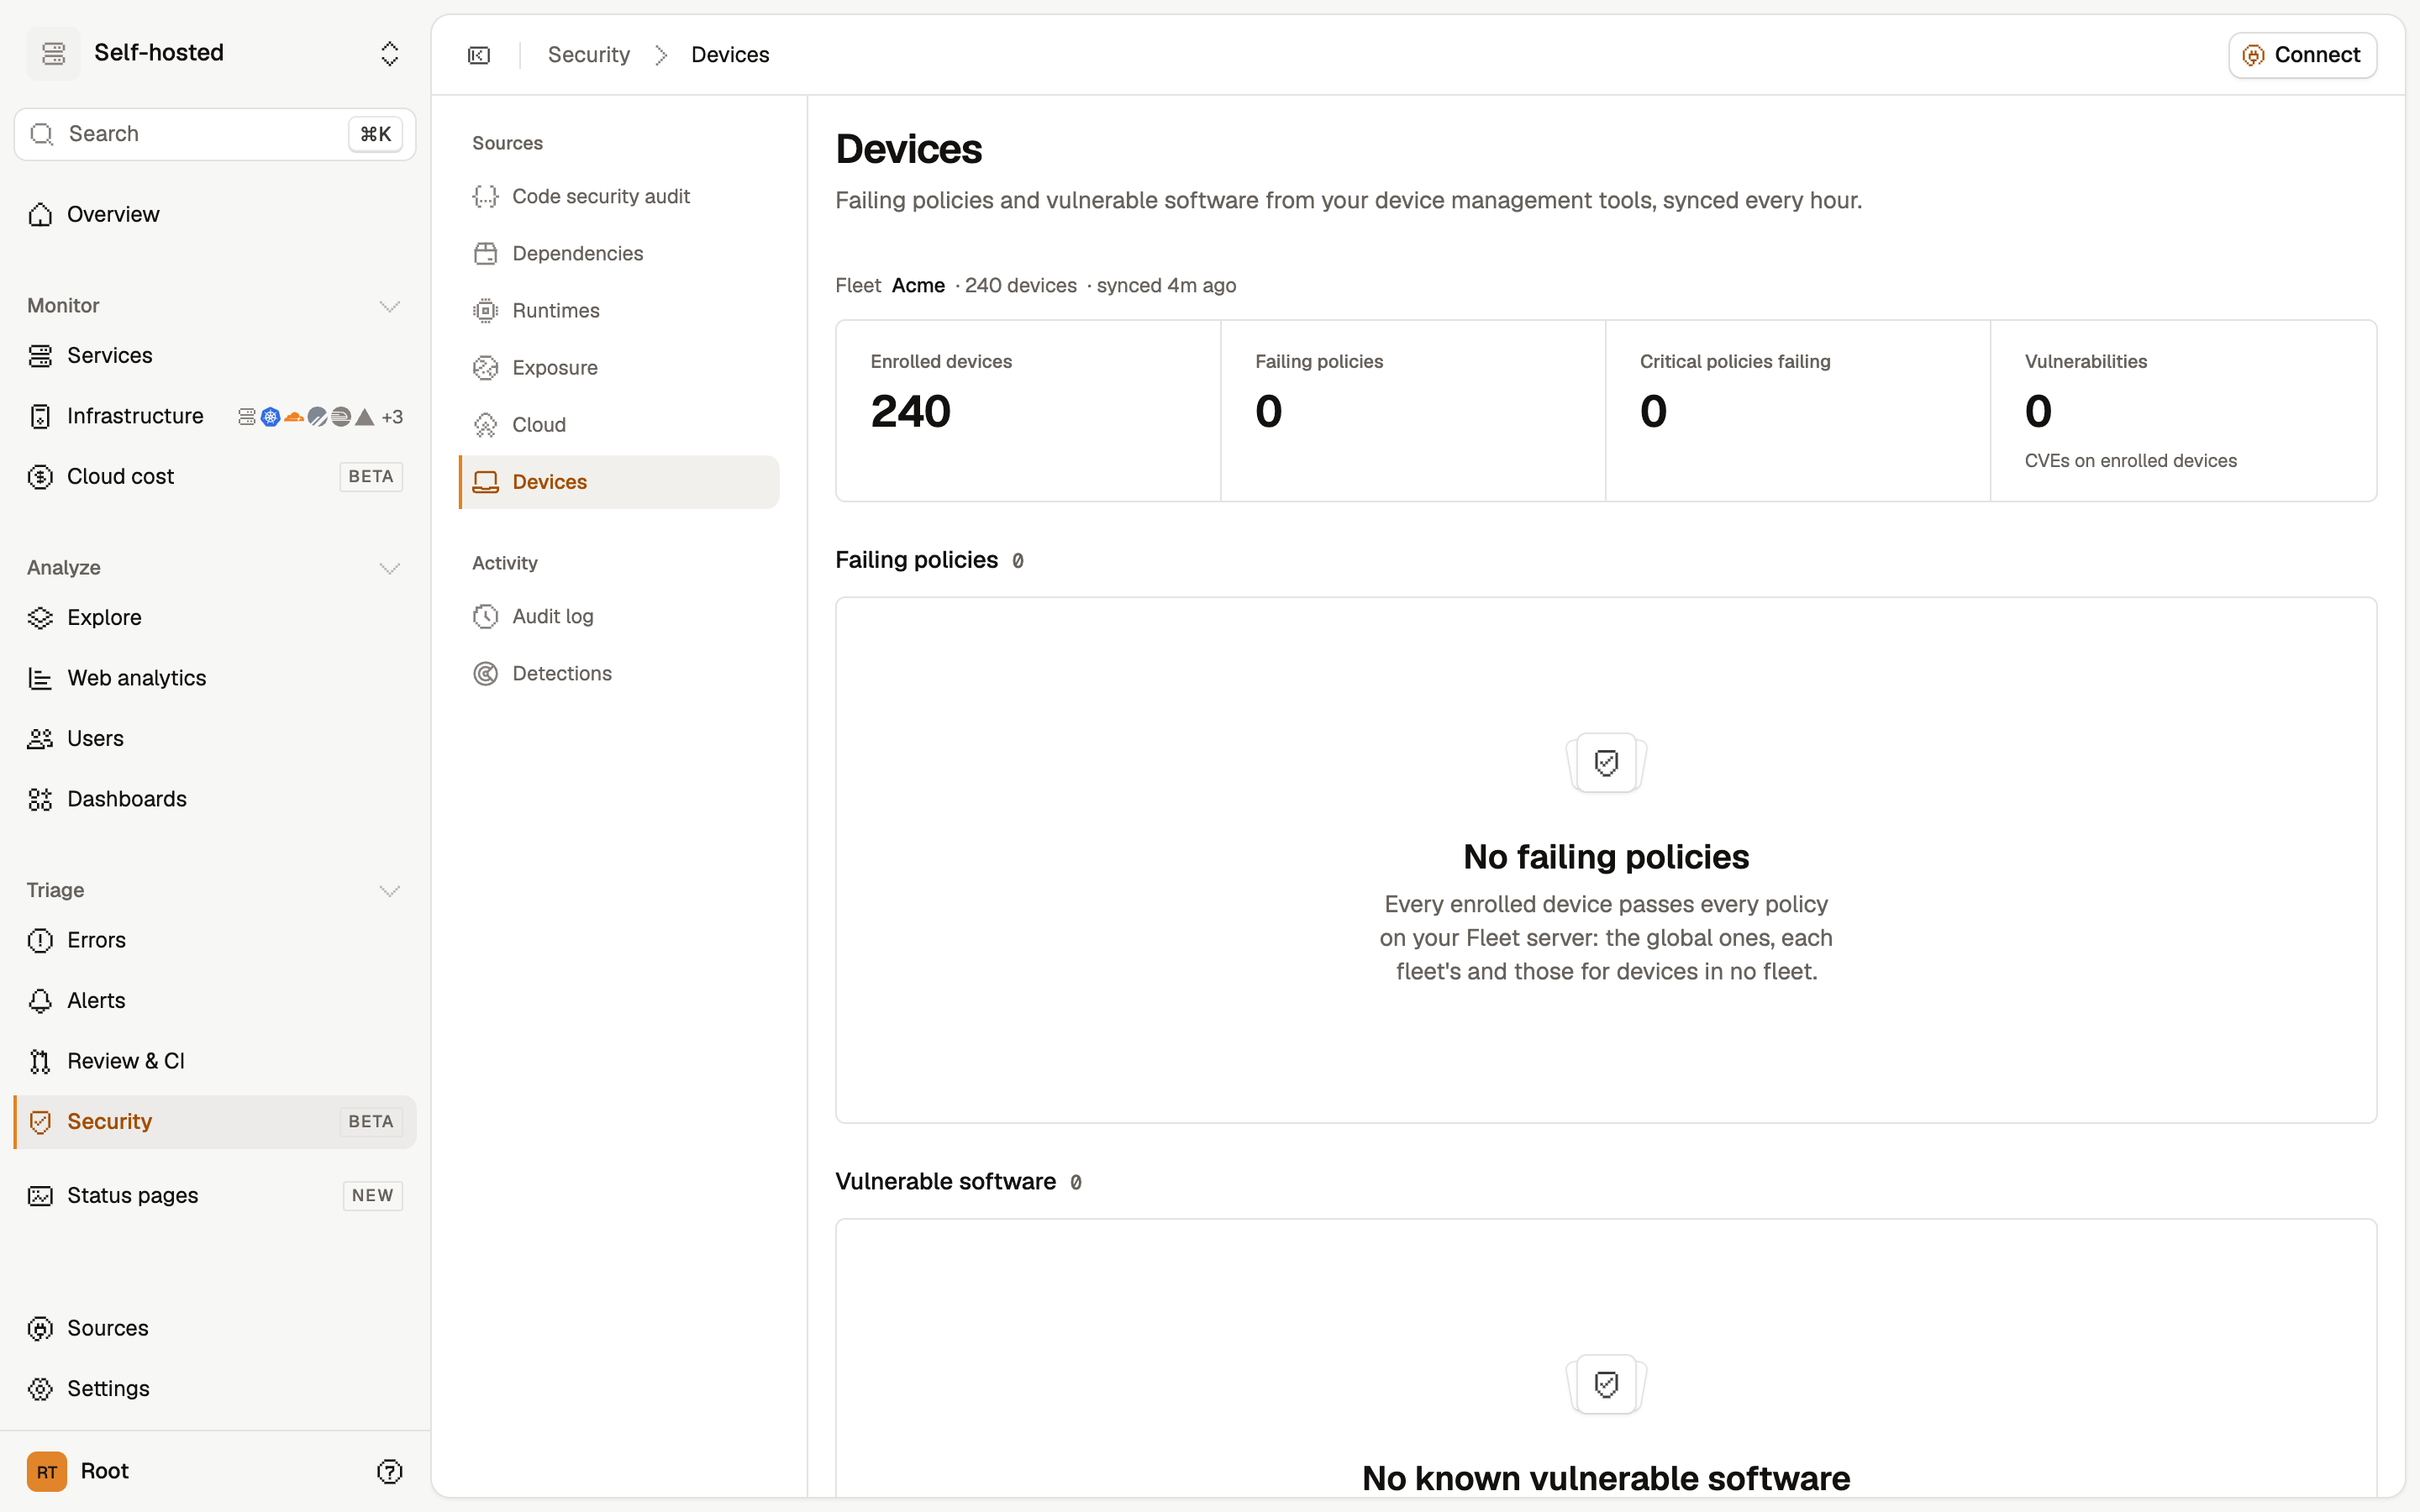 Self-hosted
Search
⌘K
Overview
Monitor
Services
Infrastructure
+3
Cloud cost
BETA
Analyze
Explore
Web analytics
Users
Dashboards
Triage
Errors
Alerts
Review & CI
Security
BETA
Status pages
NEW
Sources
Settings
RT
Root
Security
Devices
Connect
Sources
Code security audit
Dependencies
Runtimes
Exposure
Cloud
Devices
Activity
Audit log
Detections
Devices
Failing policies and vulnerable software from your device management tools, synced every hour.
Fleet Acme · 240 devices · synced 4m ago
Enrolled devices
240
Failing policies
0
Critical policies failing
0
Vulnerabilities
0
CVEs on enrolled devices
Failing policies 0
No failing policies
Every enrolled device passes every policy
on your Fleet server: the global ones, each
fleet's and those for devices in no fleet.
Vulnerable software 0
No known vulnerable software